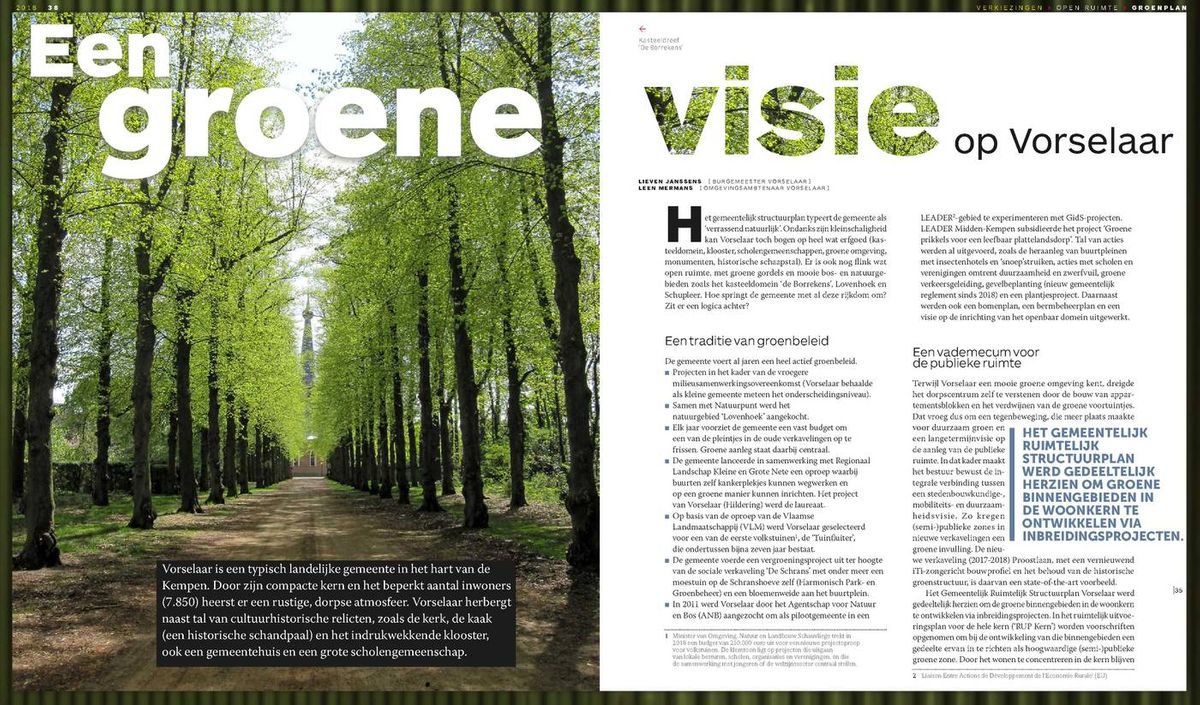 2018 38
VERKIEZINGEN > OPEN RUIMTE > GROENPLAN
Een
groene
Kasteeldreef
'De Borrekens'
visie op Vorselaar
LIEVEN JANSSENS [ BURGEMEESTER VORSELAAR ]
LEEN MERMANS [ OMGEVINGSAMBTENAAR VORSELAAR ]
Het gemeentelijk structuurplan typeert de gemeente als
'verrassend natuurlijk'. Ondanks zijn kleinschaligheid
kan Vorselaar toch bogen op heel wat erfgoed (kas-
teeldomein, klooster, scholengemeenschappen, groene omgeving,
monumenten, historische schaapstal). Er is ook nog flink wat
open ruimte, met groene gordels en mooie bos- en natuurge-
bieden zoals het kasteeldomein 'de Borrekens', Lovenhoek en
Schupleer. Hoe springt de gemeente met al deze rijkdom om?
Zit er een logica achter?
Een traditie van groenbeleid
De gemeente voert al jaren een heel actief groenbeleid.
Projecten in het kader van de vroegere
milieusamenwerkingsovereenkomst (Vorselaar behaalde
als kleine gemeente meteen het onderscheidingsniveau).
Samen met Natuurpunt werd het
natuurgebied 'Lovenhoek' aangekocht.
Elk jaar voorziet de gemeente een vast budget om
een van de pleintjes in de oude verkavelingen op te
frissen. Groene aanleg staat daarbij centraal.
De gemeente lanceerde in samenwerking met Regionaal
Landschap Kleine en Grote Nete een oproep waarbij
buurten zelf kankerplekjes kunnen wegwerken en
op een groene manier kunnen inrichten. Het project
van Vorselaar (Hildering) werd de laureaat.
Op basis van de oproep van de Vlaamse
Landmaatschappij (VLM) werd Vorselaar geselecteerd
voor een van de eerste volkstuinen¹, de 'Tuinfluiter',
die ondertussen bijna zeven jaar bestaat.
De gemeente voerde een vergroeningsproject uit ter hoogte
van de sociale verkaveling 'De Schrans' met onder meer een
moestuin op de Schranshoeve zelf (Harmonisch Park- en
Groenbeheer) en een bloemenweide aan het buurtplein.
In 2011 werd Vorselaar door het Agentschap voor Natuur
en Bos (ANB) aangezocht om als pilootgemeente in een
1 Minister van Omgeving, Natuur en Landbouw Schauvliege trekt in
2018 een budget van 250.000 euro uit voor een nieuwe projectoproep
voor volkstuinen. De klemtoon ligt op projecten die uitgaan
van lokale besturen, scholen, organisaties en verenigingen, en die
de samenwerking met jongeren of de welzijnssector centraal stellen.
LEADER²-gebied te experimenteren met GidS-projecten.
LEADER Midden-Kempen subsidieerde het project 'Groene
prikkels voor een leefbaar plattelandsdorp'. Tal van acties
werden al uitgevoerd, zoals de heraanleg van buurtpleinen
met insectenhotels en 'snoep'struiken, acties met scholen en
verenigingen omtrent duurzaamheid en zwerfvuil, groene
verkeersgeleiding, gevelbeplanting (nieuw gemeentelijk
reglement sinds 2018) en een plantjesproject. Daarnaast
werden ook een bomenplan, een bermbeheerplan en een
visie op de inrichting van het openbaar domein uitgewerkt.
Een vademecum voor
de publieke ruimte
Terwijl Vorselaar een mooie groene omgeving kent, dreigde
het dorpscentrum zelf te verstenen door de bouw van appar-
tementsblokken en het verdwijnen van de groene voortuintjes.
Dat vroeg dus om een tegenbeweging, die meer plaats maakte
voor duurzaam groen en
een langetermijnvisie op
de aanleg van de publieke
ruimte. In dat kader maakt
het bestuur bewust de in-
tegrale verbinding tussen
een stedenbouwkundige-,
mobiliteits- en duurzaam-
heidsvisie. Zo kregen
(semi-)publieke zones in
nieuwe verkavelingen een
groene invulling. De nieu-
we verkaveling (2017-2018) Proostlaan, met een vernieuwend
iTi-zongericht bouwprofiel en het behoud van de historische
groenstructuur, is daarvan een state-of-the-art voorbeeld.
Het Gemeentelijk Ruimtelijk Structuurplan Vorselaar werd
gedeeltelijk herzien om de groene binnengebieden in de woonkern
te ontwikkelen via inbreidingsprojecten. In het ruimtelijk uitvoe-
ringsplan voor de hele kern ('RUP Kern') worden voorschriften
opgenomen om bij de ontwikkeling van die binnengebieden een
gedeelte ervan in te richten als hoogwaardige (semi-)publieke
groene zone. Door het wonen te concentreren in de kern blijven
HET GEMEENTELIJK
RUIMTELIJK
STRUCTUURPLAN
WERD GEDEELTELIJK
HERZIEN OM GROENE
BINNENGEBIEDEN IN
DE WOONKERN TE
ONTWIKKELEN VIA
INBREIDINGSPROJECTEN.
2 'Liaison Entre Actions de Développement de l'Economie Rurale' (EU)
35
Vorselaar is een typisch landelijke gemeente in het hart van de
Kempen. Door zijn compacte kern en het beperkt aantal inwoners
(7.850) heerst er een rustige, dorpse atmosfeer. Vorselaar herbergt
naast tal van cultuurhistorische relicten, zoals de kerk, de kaak
(een historische schandpaal) en het indrukwekkende klooster,
ook een gemeentehuis en een grote scholengemeenschap.